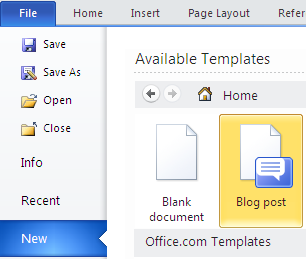 File Home Insert Page Layout Refer
Save
Save As
Open
Close
Info
Recent
New
Available Templates
Home
Blank
document
Blog post
Office.com Templates